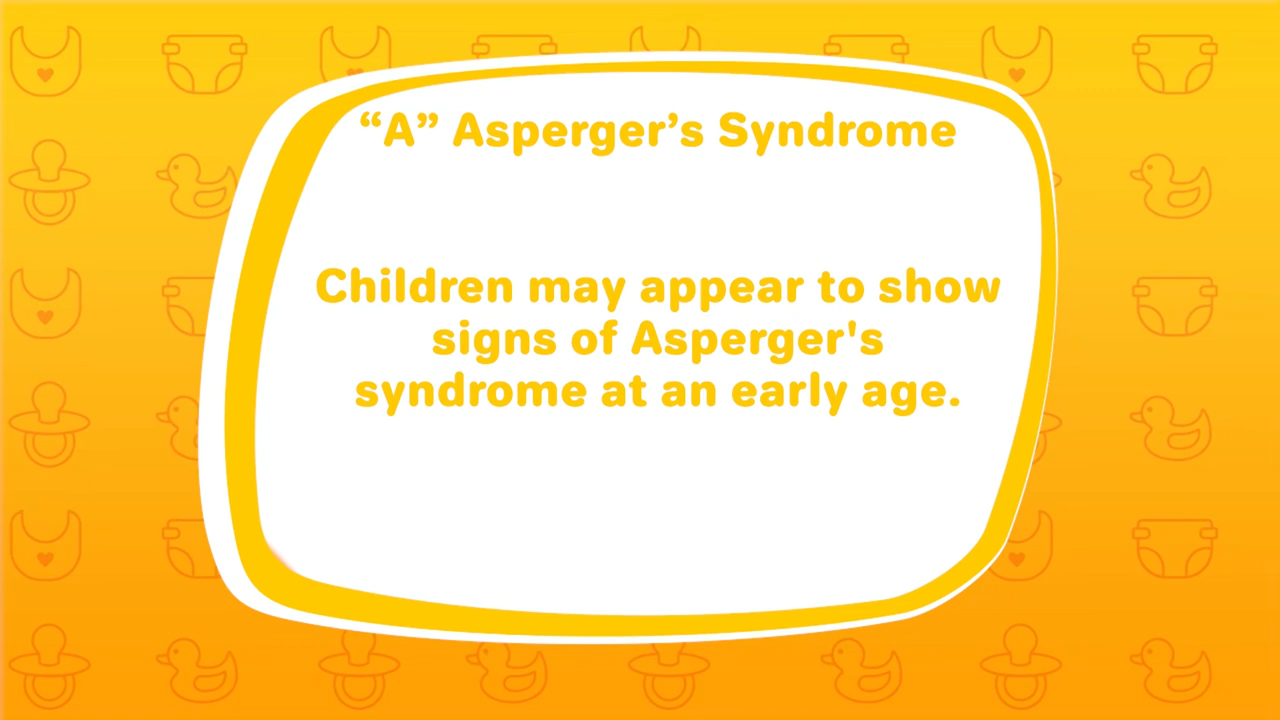 “A” Asperger’s Syndrome
Children may appear to show
signs of Asperger's
syndrome at an early age.